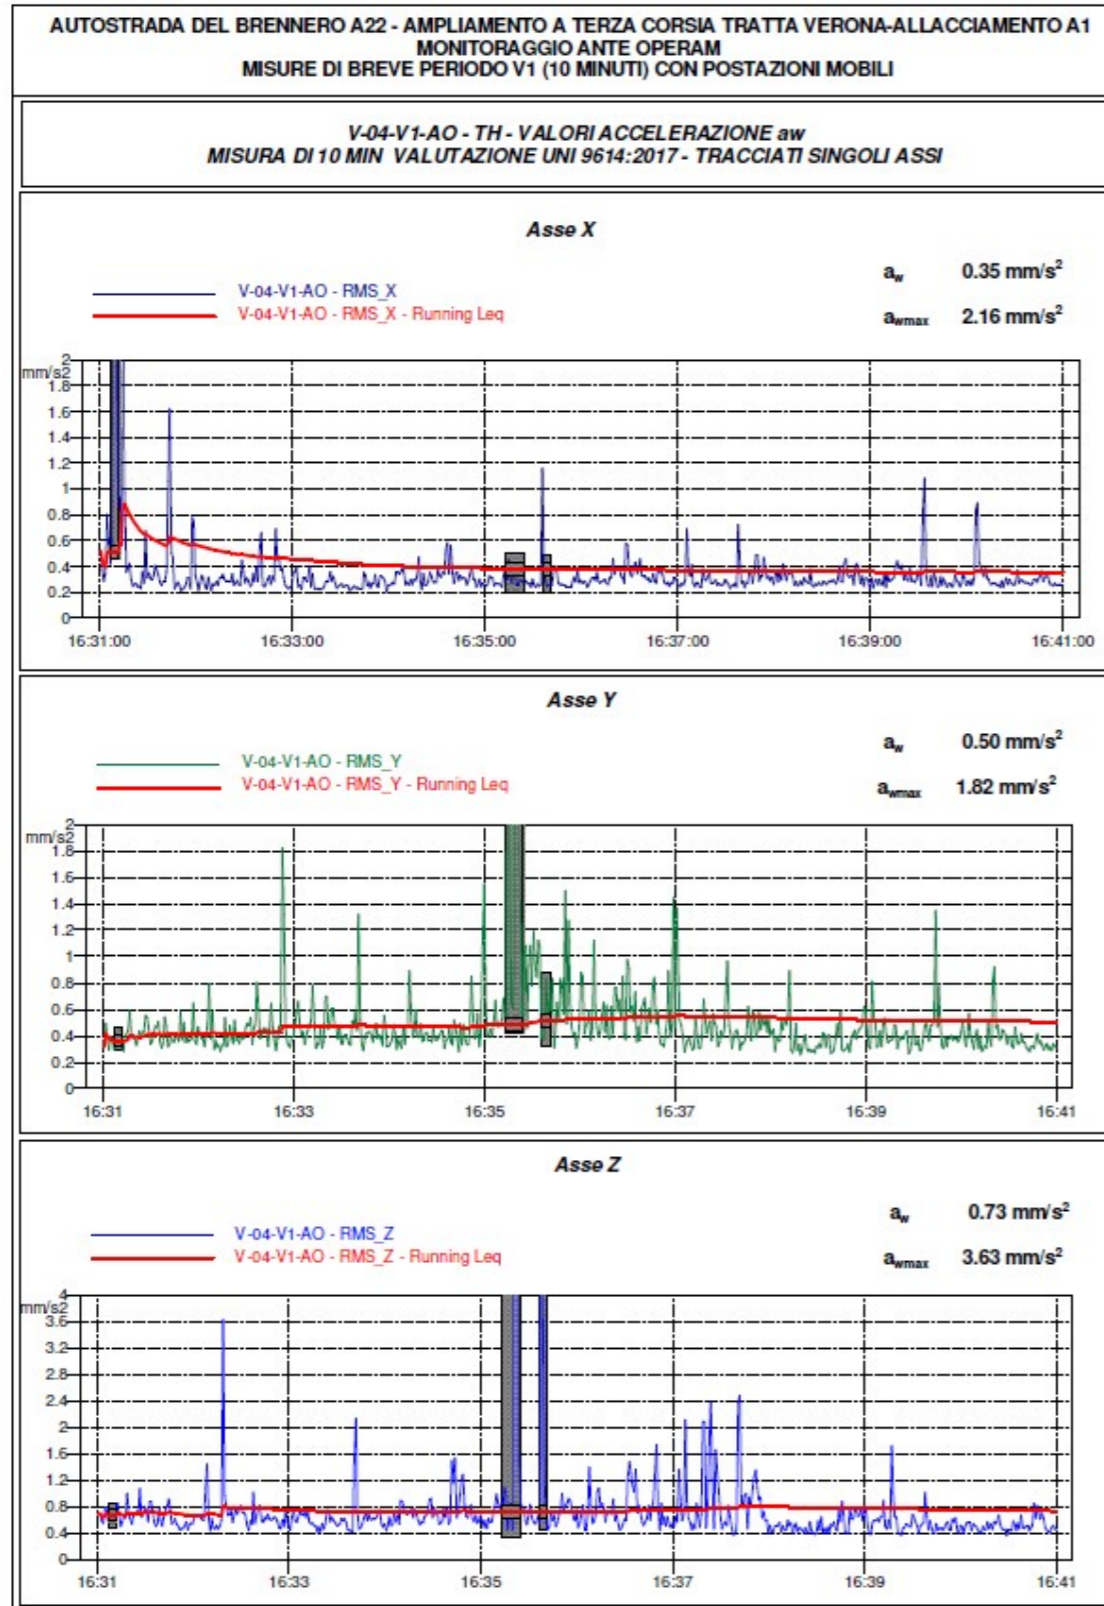 AUTOSTRADA DEL BRENNERO A22 - AMPLIAMENTO A TERZA CORSIA TRATTA VERONA-ALLACCIAMENTO A1
MONITORAGGIO ANTE OPERAM
MISURE DI BREVE PERIODO V1 (10 MINUTI) CON POSTAZIONI MOBILI
V-04-V1-AO - TH - VALORI ACCELERAZIONE aw
MISURA DI 10 MIN VALUTAZIONE UNI 9614:2017 - TRACCIATI SINGOLI ASSI
Asse X
aw 0.35 mm/s²
V-04-V1-AO - RMS_X
V-04-V1-AO - RMS_X - Running Leq
awmax 2.16 mm/s²
2
mm/s2
1.8
1.6
1.4
1.2
1
0.8
0.6
0.4
0.2
0
16:31:00 16:33:00 16:35:00 16:37:00 16:39:00 16:41:00
Asse Y
aw 0.50 mm/s²
V-04-V1-AO - RMS_Y
V-04-V1-AO - RMS_Y - Running Leq
awmax 1.82 mm/s²
2
mm/s2
1.8
1.6
1.4
1.2
1
0.8
0.6
0.4
0.2
0
16:31 16:33 16:35 16:37 16:39 16:41
Asse Z
aw 0.73 mm/s²
V-04-V1-AO - RMS_Z
V-04-V1-AO - RMS_Z - Running Leq
awmax 3.63 mm/s²
4
mm/s2
3.6
3.2
2.8
2.4
2
1.6
1.2
0.8
0.4
0
16:31 16:33 16:35 16:37 16:39 16:41